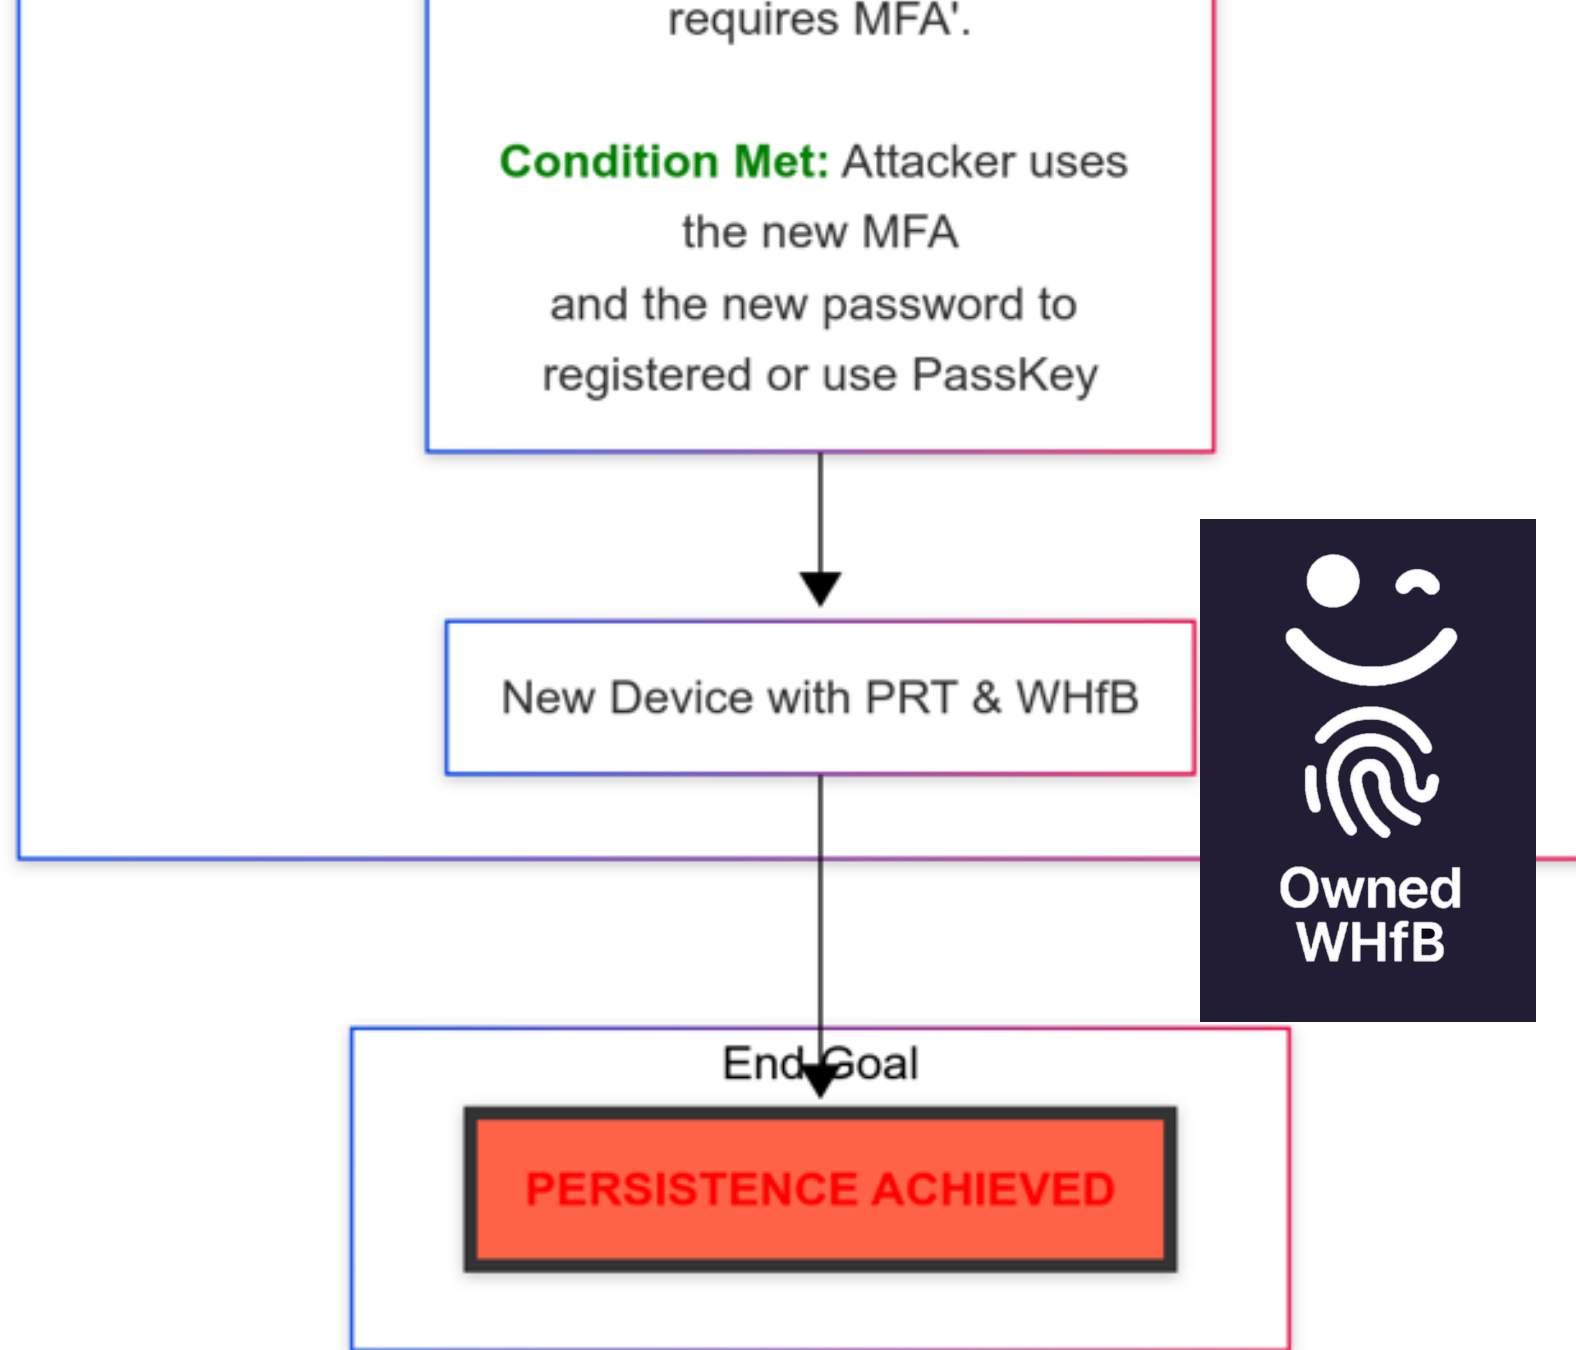 requires MFA'.
Condition Met: Attacker uses
the new MFA
and the new password to
registered or use PassKey
New Device with PRT & WHfB
Owned
WHfB
End Goal
PERSISTENCE ACHIEVED